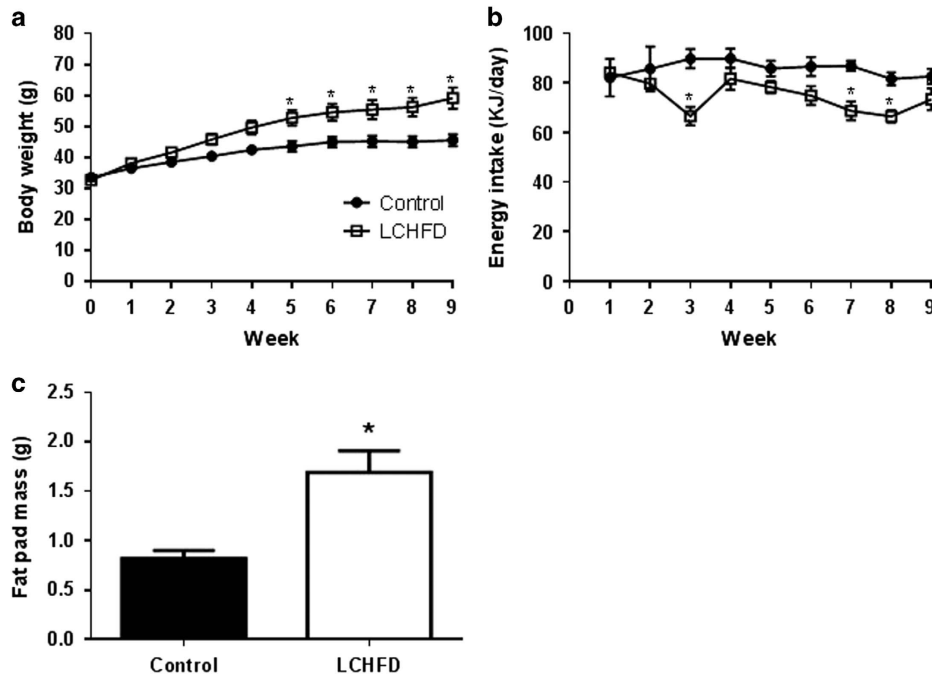 a
Body weight (g)
80
70
60
50
40
30
20
10
0
* * * * *
Control
LCHFD
0 1 2 3 4 5 6 7 8 9
Week
b
Energy intake (KJ/day)
100
80
60
40
20
0
* * *
0 1 2 3 4 5 6 7 8 9
Week
c
Fat pad mass (g)
2.5
2.0
1.5
1.0
0.5
0.0
*
Control LCHFD